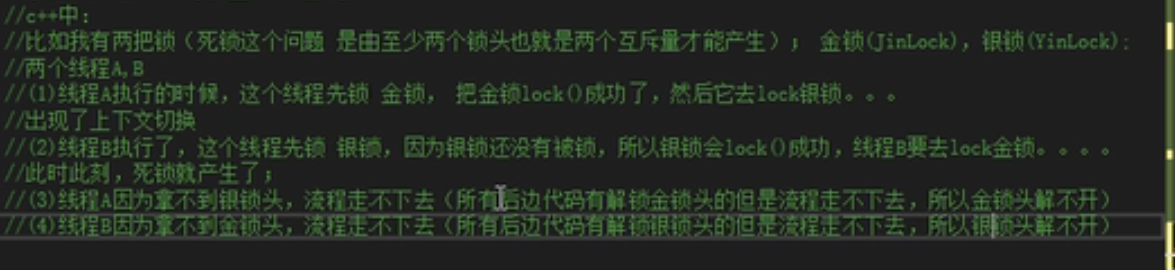 //c++中:
//比如我有两把锁（死锁这个问题 是由至少两个锁头也就是两个互斥量才能产生）； 金锁(JinLock)，银锁(YinLock):
//两个线程A,B
//(1)线程A执行的时候，这个线程先锁 金锁， 把金锁lock()成功了，然后它去lock银锁。。。
//出现了上下文切换
//(2)线程B执行了，这个线程先锁 银锁，因为银锁还没有被锁，所以银锁会lock()成功，线程B要去lock金锁。。。。
//此时此刻，死锁就产生了；
//(3)线程A因为拿不到银锁头，流程走不下去（所有后边代码有解锁金锁头的但是流程走不下去，所以金锁头解不开）
//(4)线程B因为拿不到金锁头，流程走不下去（所有后边代码有解锁银锁头的但是流程走不下去，所以银锁头解不开）